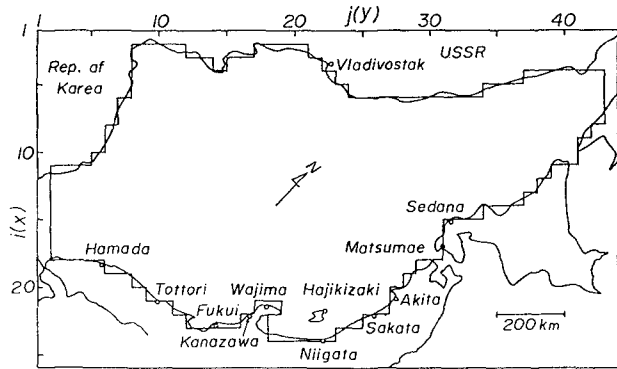 j(y)
1 10 20 30 40
1
USSR
Rep. of
Korea
Vladivostak
10
N
i(x)
Sedana
Hamada
Matsumae
20
Tottori
Wajima
Hajikizaki
Fukui
Akita
Kanazawa
Sakata
200 km
Niigata